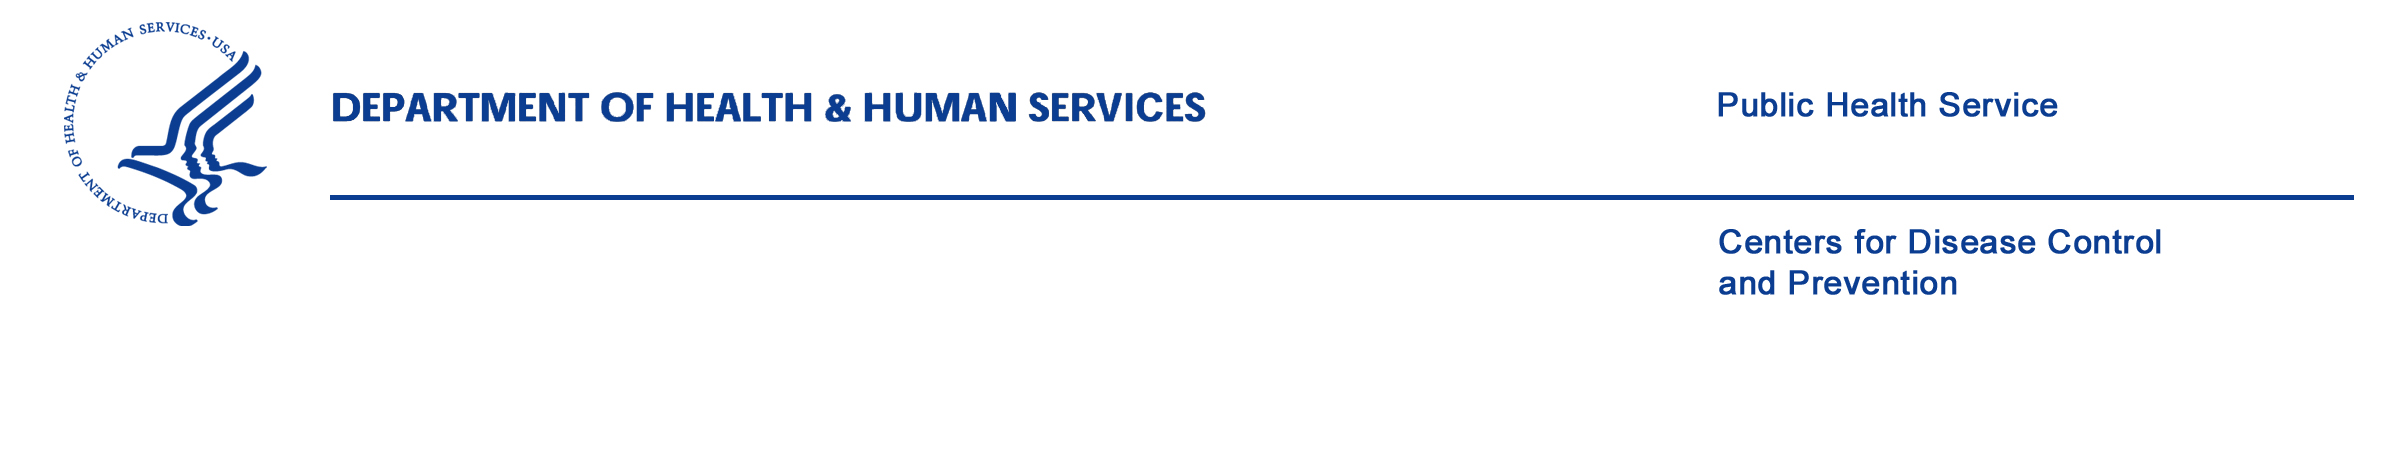 DEPARTMENT OF HEALTH & HUMAN SERVICES · USA
DEPARTMENT OF HEALTH & HUMAN SERVICES
Public Health Service
Centers for Disease Control
and Prevention